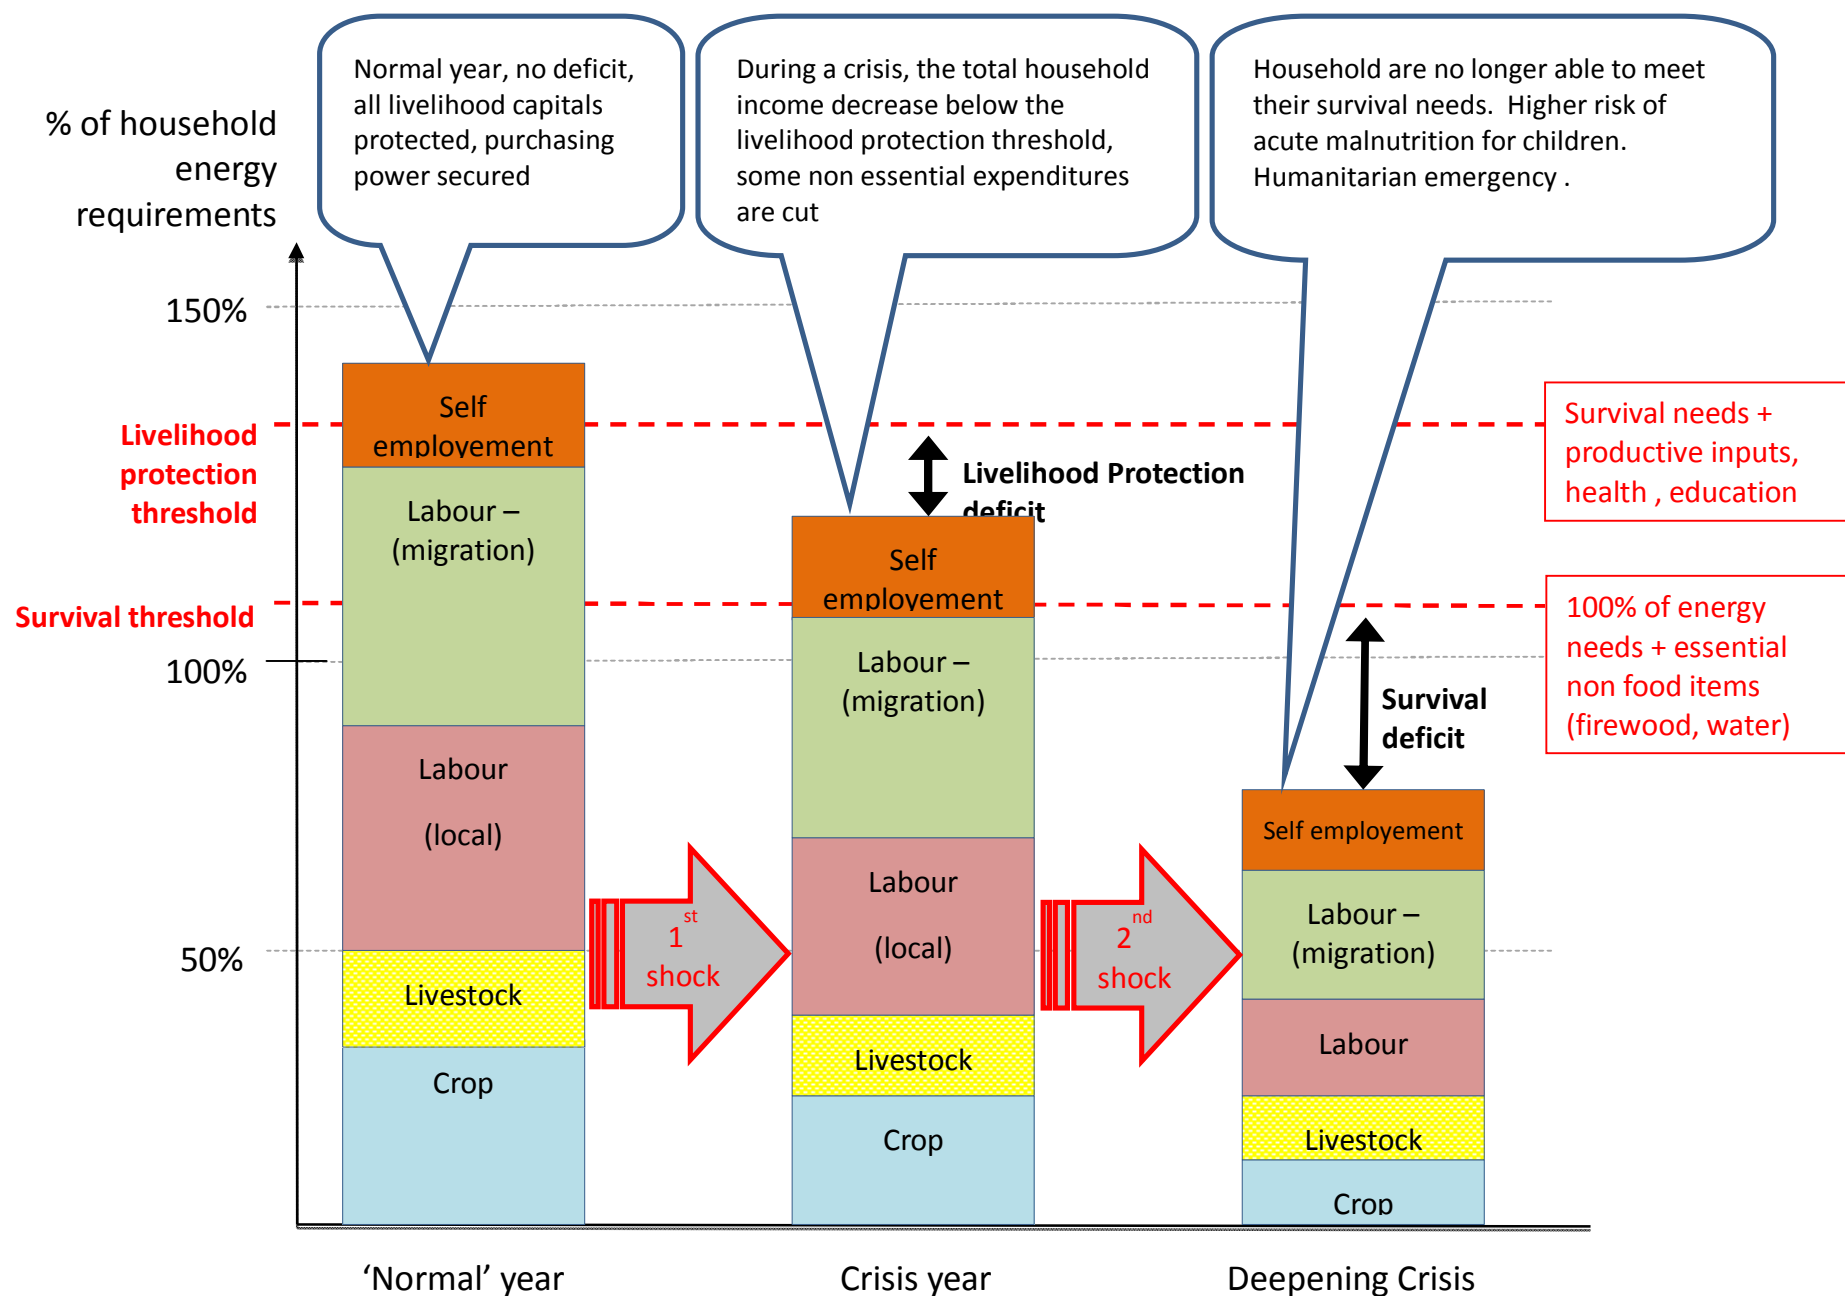 % of household
energy
requirements
Normal year, no deficit,
all livelihood capitals
protected, purchasing
power secured
During a crisis, the total household
income decrease below the
livelihood protection threshold,
some non essential expenditures
are cut
Household are no longer able to meet
their survival needs.  Higher risk of
acute malnutrition for children.
Humanitarian emergency .
150%
Livelihood
protection
threshold
Survival threshold
100%
50%
Self
employement
Labour –
(migration)
Labour
(local)
Livestock
Crop
1st
shock
Livelihood Protection
deficit
Self
employement
Labour –
(migration)
Labour
(local)
Livestock
Crop
2nd
shock
Survival
deficit
Self employement
Labour –
(migration)
Labour
Livestock
Crop
Survival needs +
productive inputs,
health , education
100% of energy
needs + essential
non food items
(firewood, water)
‘Normal’ year
Crisis year
Deepening Crisis